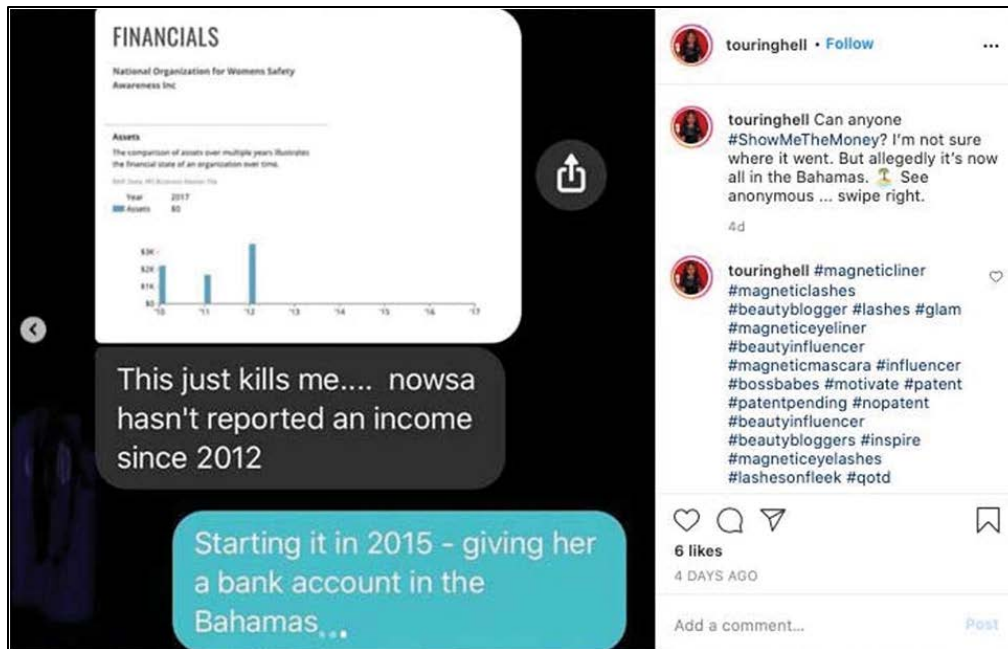 FINANCIALS
National Organization for Womens Safety
Awareness Inc
Assets
The comparison of assets over multiple years illustrates
the financial state of an organization over time.
Year 2017
Assets $0
$3K
$2K
$1K
$0
'10 '11 '12 '13 '14 '15 '16 '17
This just kills me.... nowsa
hasn't reported an income
since 2012
Starting it in 2015 - giving her
a bank account in the
Bahamas...
touringhell • Follow
touringhell Can anyone
#ShowMeTheMoney? I'm not sure
where it went. But allegedly it's now
all in the Bahamas. 🏝️ See
anonymous ... swipe right.
4d
touringhell #magneticliner
#magneticlashes
#beautyblogger #lashes #glam
#magneticeyeliner
#beautyinfluencer
#magneticmascara #influencer
#bossbabes #motivate #patent
#patentpending #nopatent
#beautyinfluencer
#beautybloggers #inspire
#magneticeyelashes
#lashesonfleek #qotd
6 likes
4 DAYS AGO
Add a comment...
Post